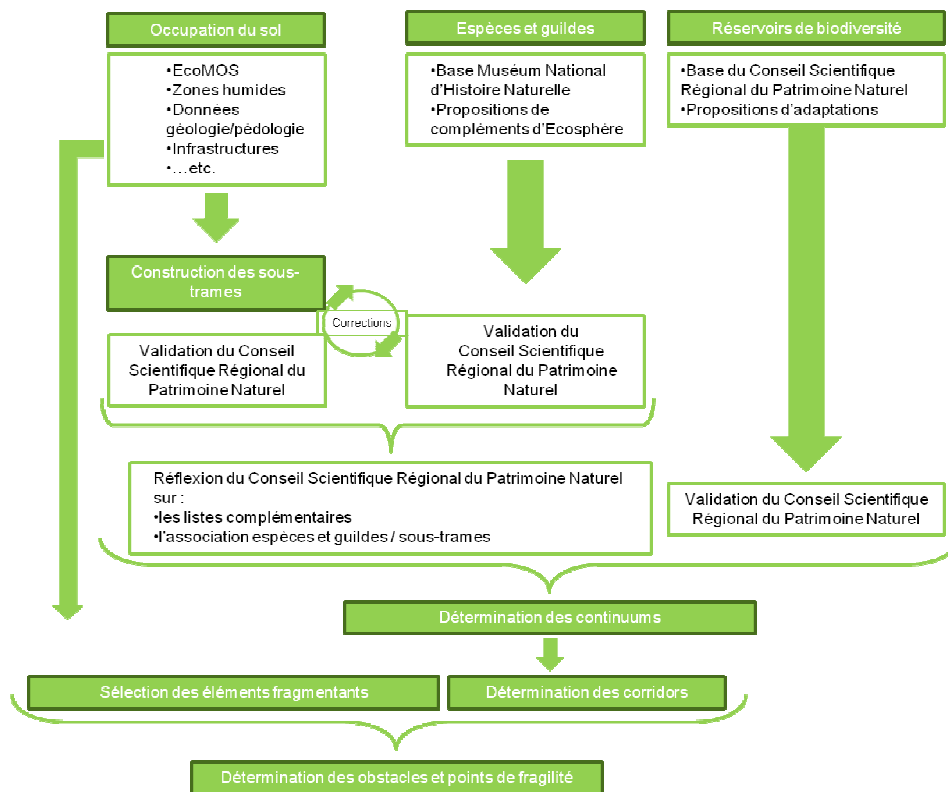 Occupation du sol
•EcoMOS
•Zones humides
•Données
géologie/pédologie
•Infrastructures
•…etc.
Espèces et guildes
•Base Muséum National
d'Histoire Naturelle
•Propositions de
compléments d'Ecosphère
Réservoirs de biodiversité
•Base du Conseil Scientifique
Régional du Patrimoine Naturel
•Propositions d'adaptations
Construction des sous-
trames
Corrections
Validation du Conseil
Scientifique Régional du
Patrimoine Naturel
Validation du
Conseil Scientifique
Régional du Patrimoine
Naturel
Réflexion du Conseil Scientifique Régional du Patrimoine Naturel
sur :
•les listes complémentaires
•l'association espèces et guildes / sous-trames
Validation du Conseil Scientifique
Régional du Patrimoine Naturel
Détermination des continuums
Sélection des éléments fragmentants
Détermination des corridors
Détermination des obstacles et points de fragilité